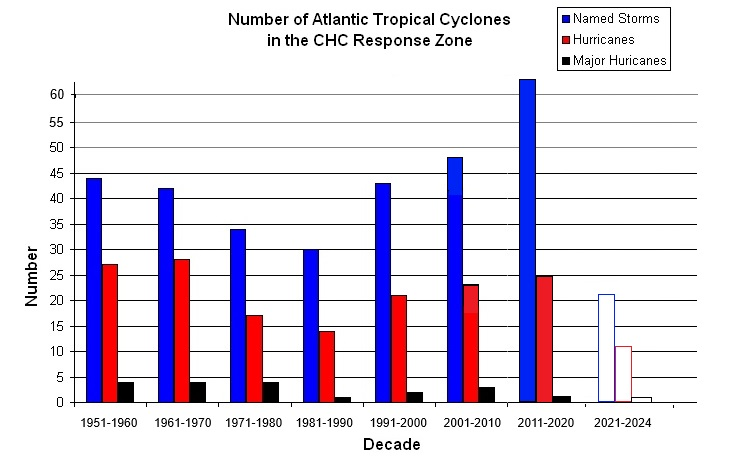 Number of Atlantic Tropical Cyclones
in the CHC Response Zone
Named Storms
Hurricanes
Major Huricanes
60
55
50
45
40
35
30
25
20
15
10
5
0
Number
1951-1960 1961-1970 1971-1980 1981-1990 1991-2000 2001-2010 2011-2020 2021-2024
Decade